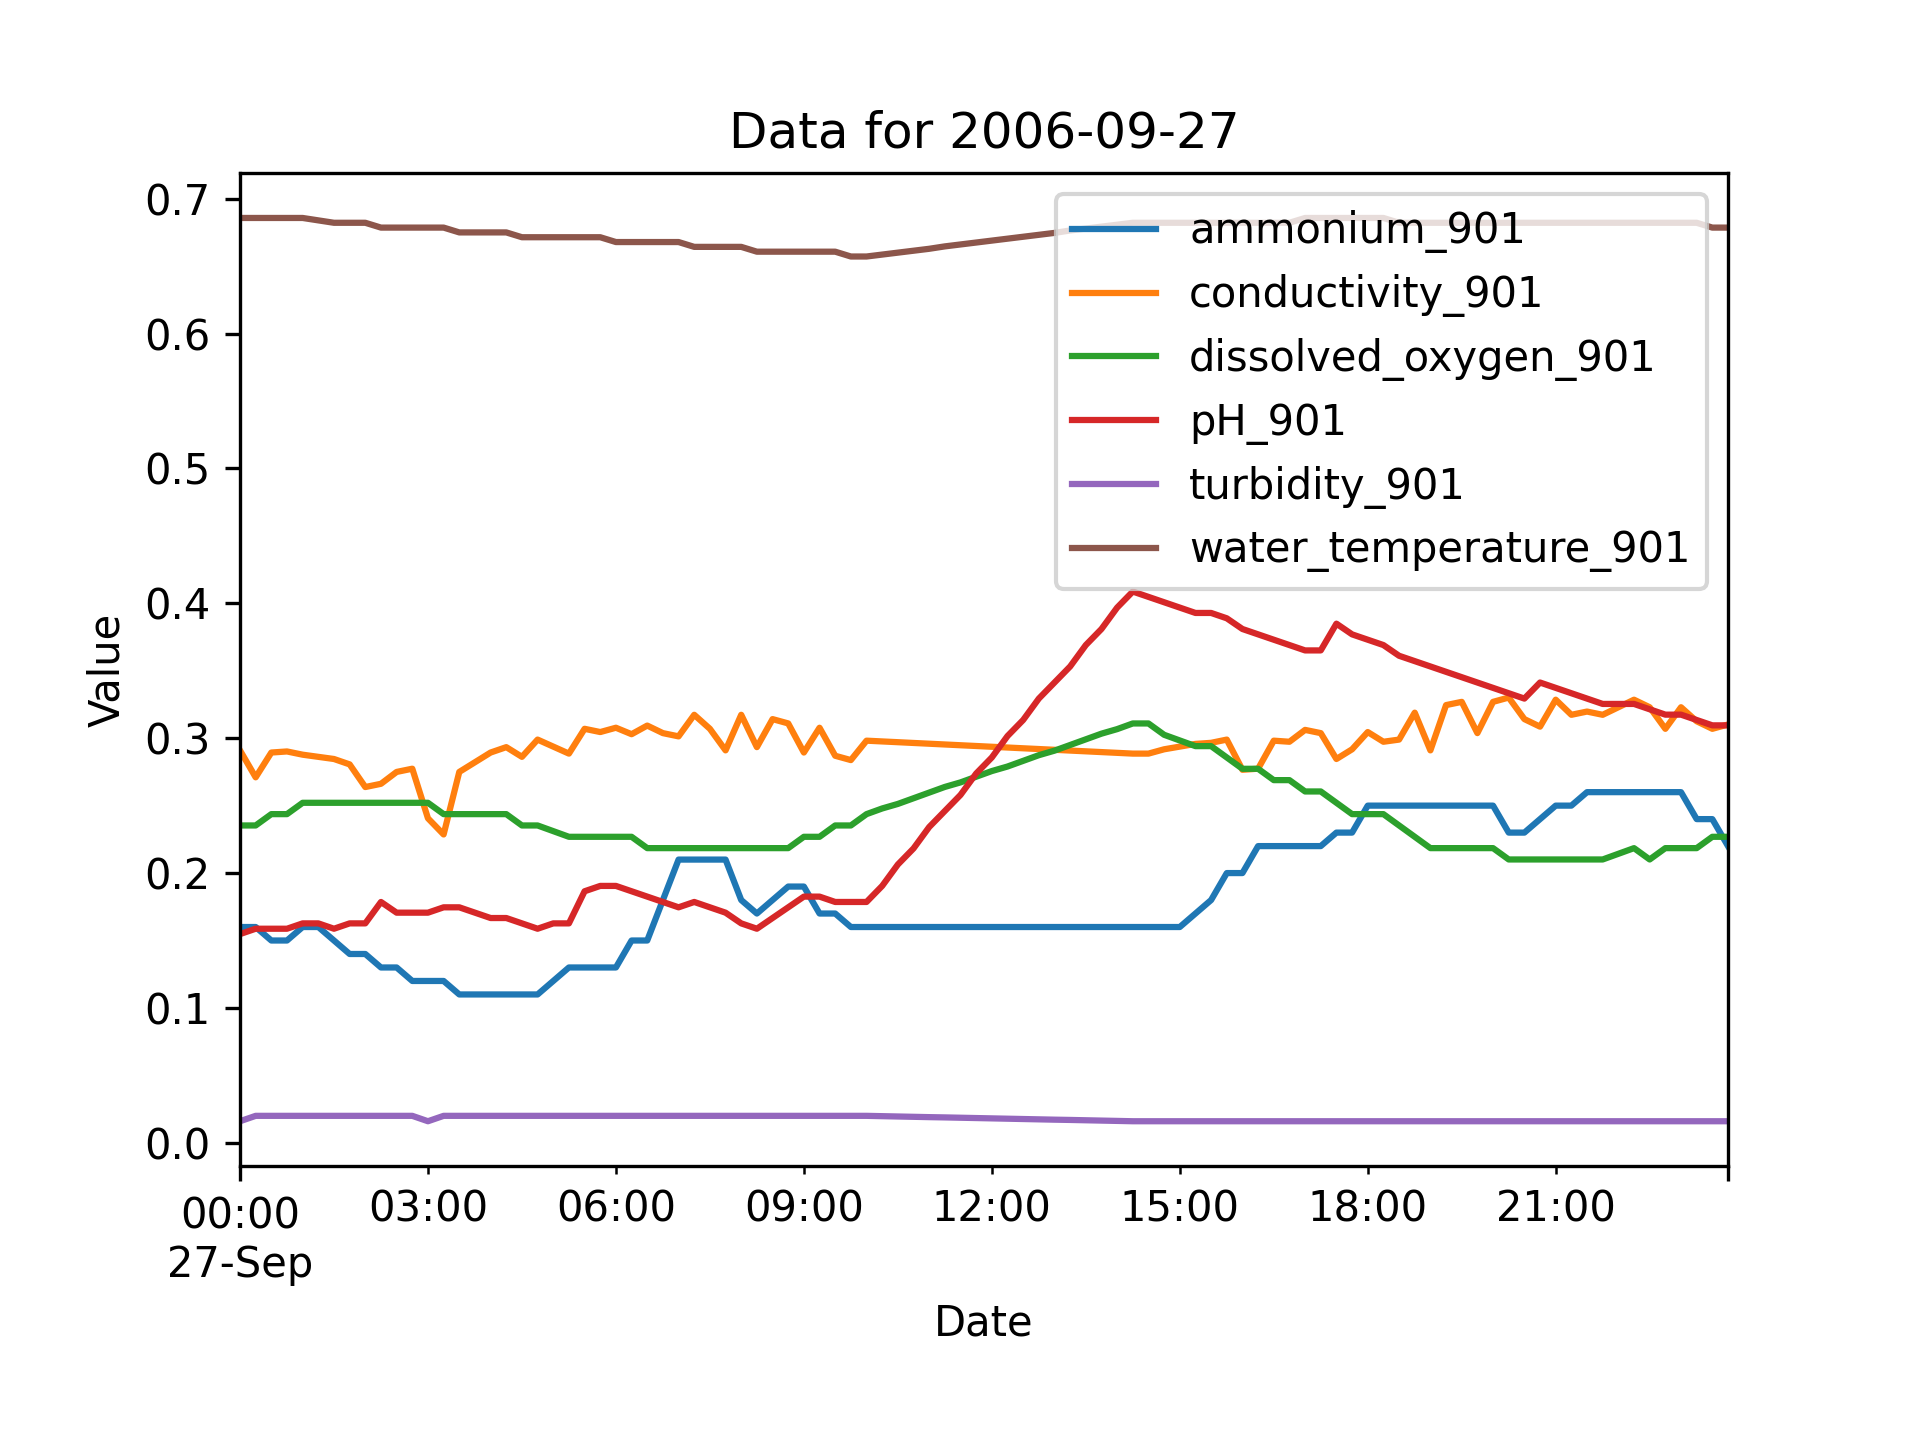 Data for 2006-09-27
0.7
0.6
0.5
0.4
0.3
0.2
0.1
0.0
Value
ammonium_901
conductivity_901
dissolved_oxygen_901
pH_901
turbidity_901
water_temperature_901
00:00 03:00 06:00 09:00 12:00 15:00 18:00 21:00
27-Sep
Date